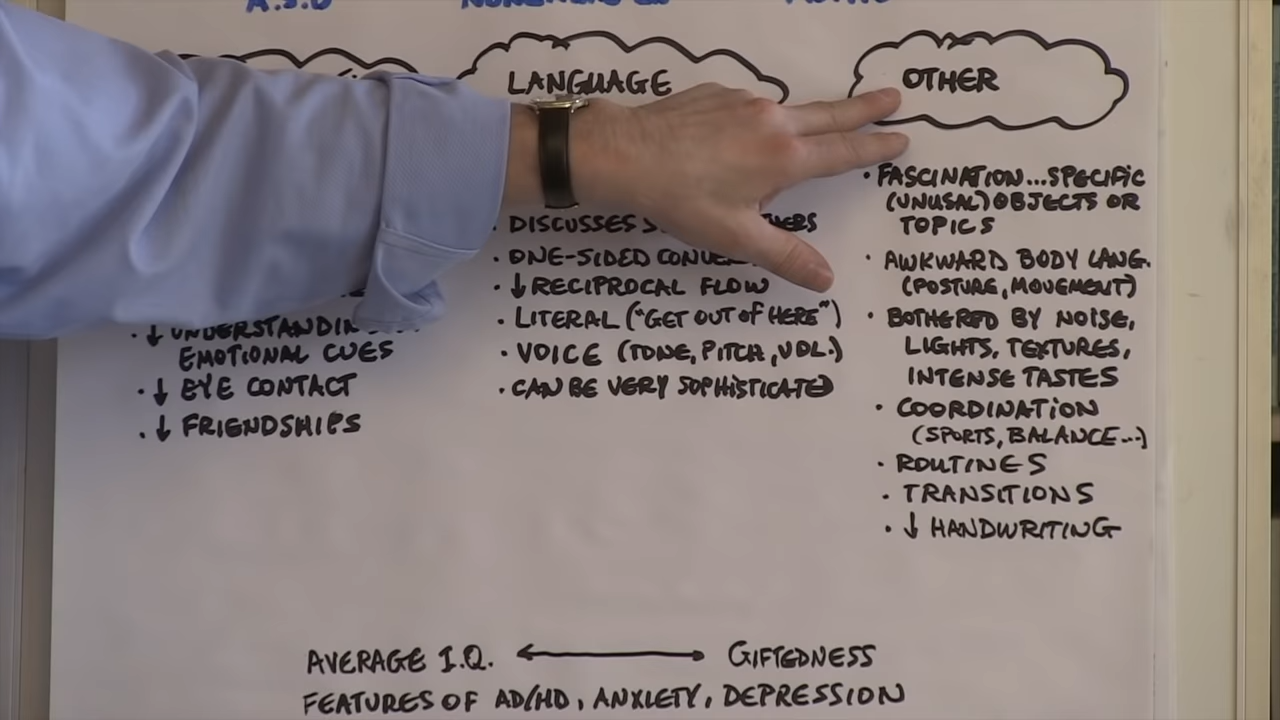 A.S.D
LANGUAGE
DISCUSSES
• ONE-SIDED
• ↓ RECIPROCAL FLOW
• LITERAL ("GET OUT OF HERE")
• VOICE (TONE, PITCH, VOL.)
• CAN BE VERY SOPHISTICATED
• ↓
EMOTIONAL CUES
• ↓ EYE CONTACT
• ↓ FRIENDSHIPS
OTHER
• FASCINATION...SPECIFIC
(UNUSAL) OBJECTS OR
TOPICS
• AWKWARD BODY LANG.
(POSTURE, MOVEMENT)
• BOTHERED BY NOISE,
LIGHTS, TEXTURES,
INTENSE TASTES
• COORDINATION
(SPORTS, BALANCE...)
• ROUTINES
• TRANSITIONS
• ↓ HANDWRITING
AVERAGE I.Q. ⟷ GIFTEDNESS
FEATURES OF AD/HD, ANXIETY, DEPRESSION